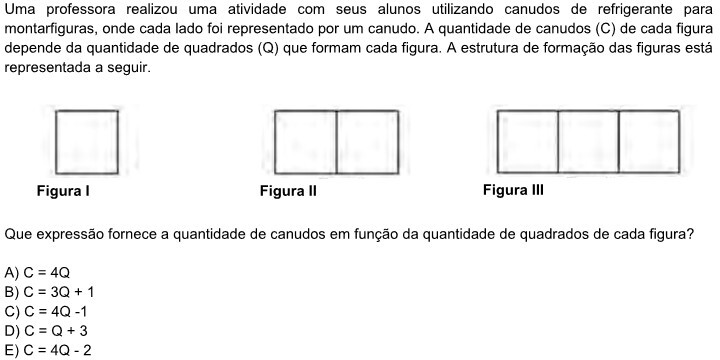 Uma professora realizou uma atividade com seus alunos utilizando canudos de refrigerante para
montarfiguras, onde cada lado foi representado por um canudo. A quantidade de canudos (C) de cada figura
depende da quantidade de quadrados (Q) que formam cada figura. A estrutura de formação das figuras está
representada a seguir.
Figura I
Figura II
Figura III
Que expressão fornece a quantidade de canudos em função da quantidade de quadrados de cada figura?
A) C = 4Q
B) C = 3Q + 1
C) C = 4Q -1
D) C = Q + 3
E) C = 4Q - 2